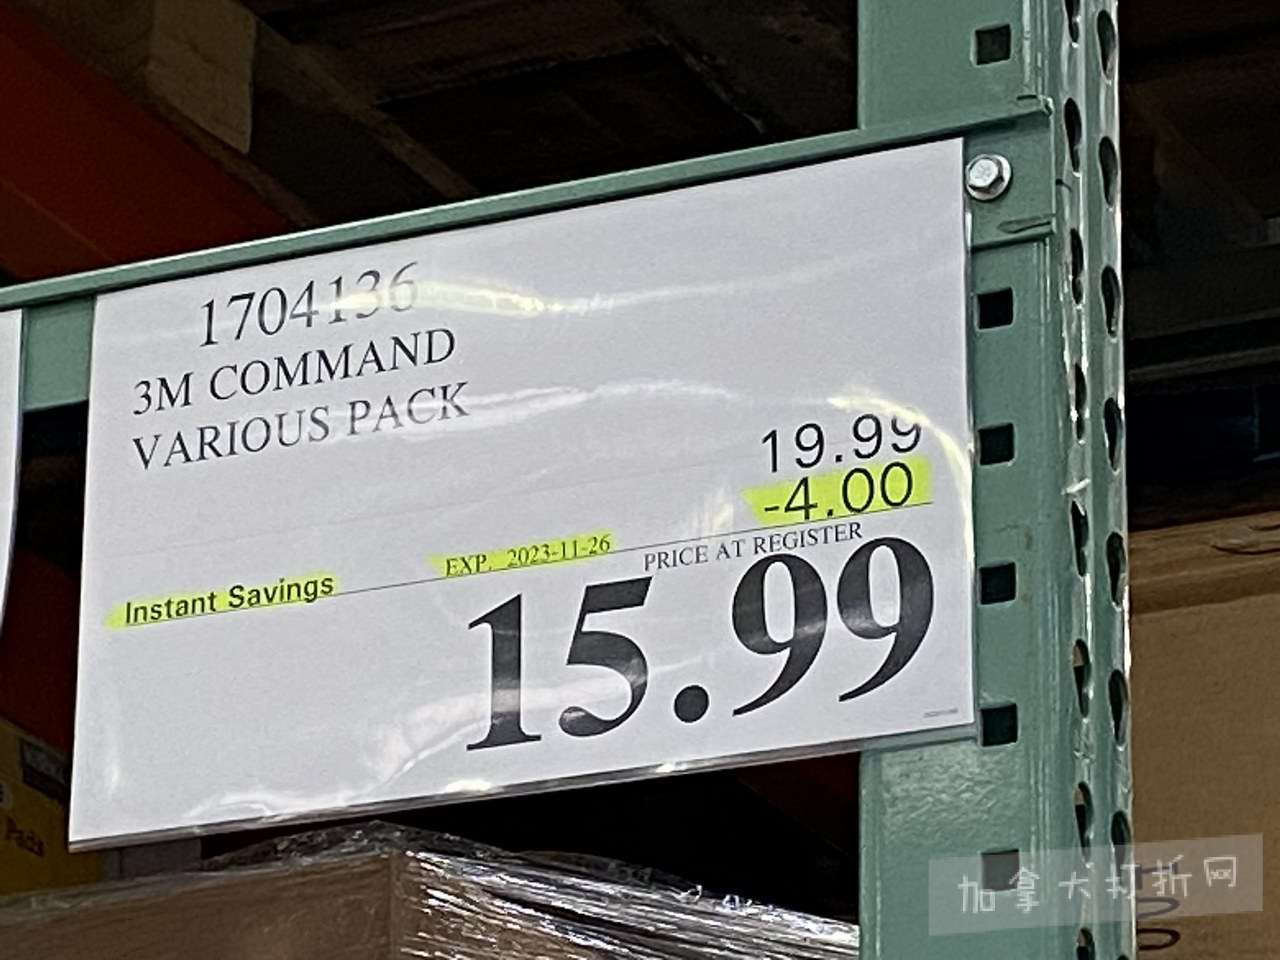 1704136
3M COMMAND
VARIOUS PACK
19.99
-4.00
Instant Savings
EXP. 2023-11-26
PRICE AT REGISTER
15.99
Pads
加拿大打折网